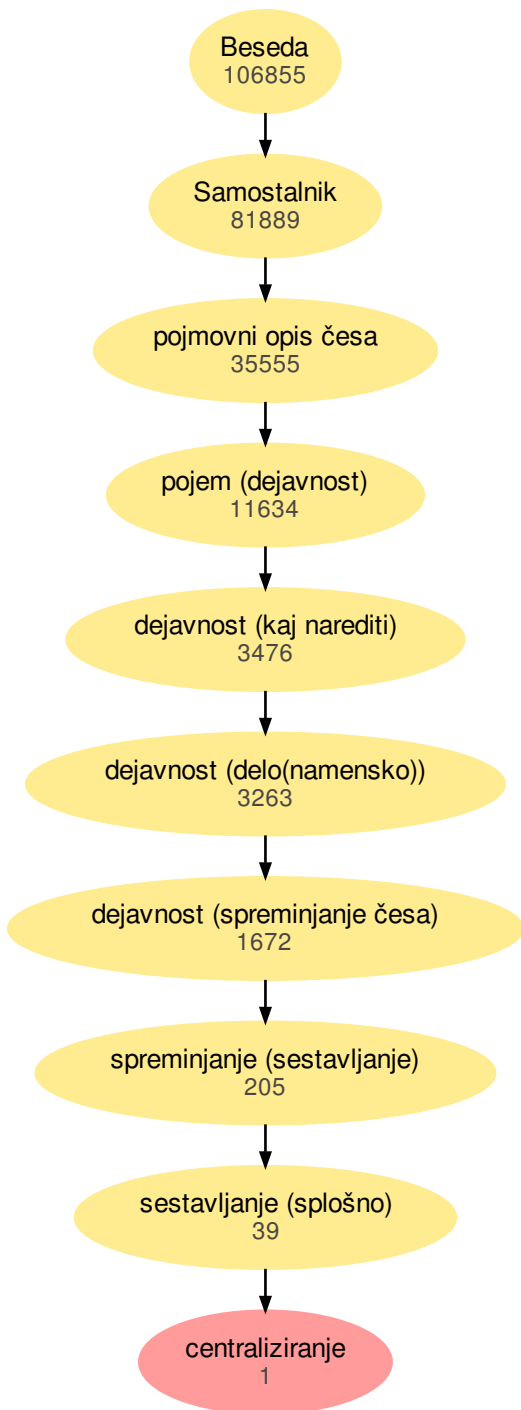 Beseda
106855
Samostalnik
81889
pojmovni opis česa
35555
pojem (dejavnost)
11634
dejavnost (kaj narediti)
3476
dejavnost (delo(namensko))
3263
dejavnost (spreminjanje česa)
1672
spreminjanje (sestavljanje)
205
sestavljanje (splošno)
39
centraliziranje
1